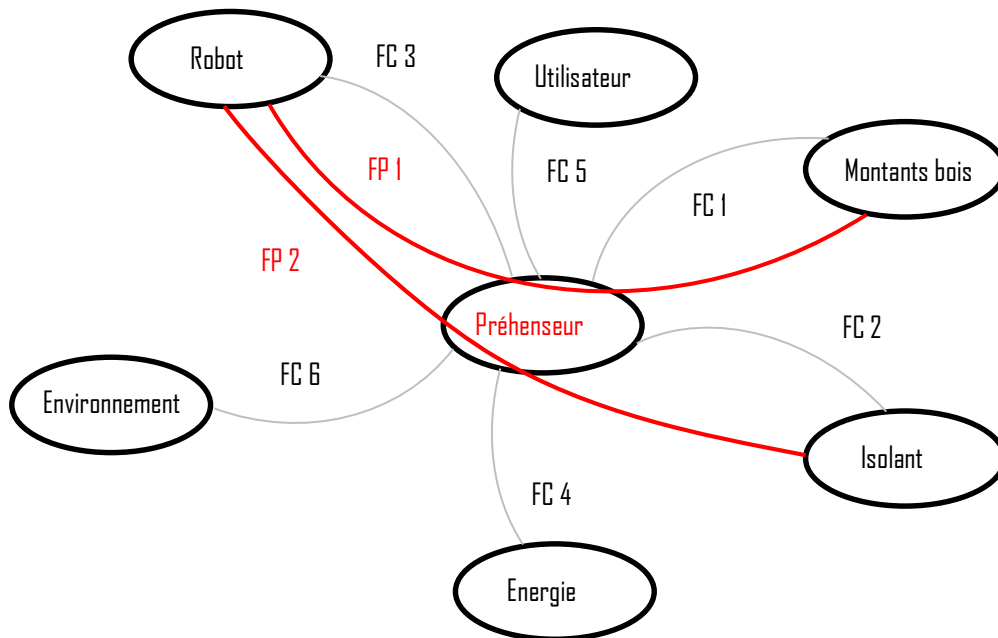 Robot
FC 3
Utilisateur
FP 1
FC 5
Montants bois
FC 1
FP 2
Préhenseur
FC 2
FC 6
Environnement
Isolant
FC 4
Energie